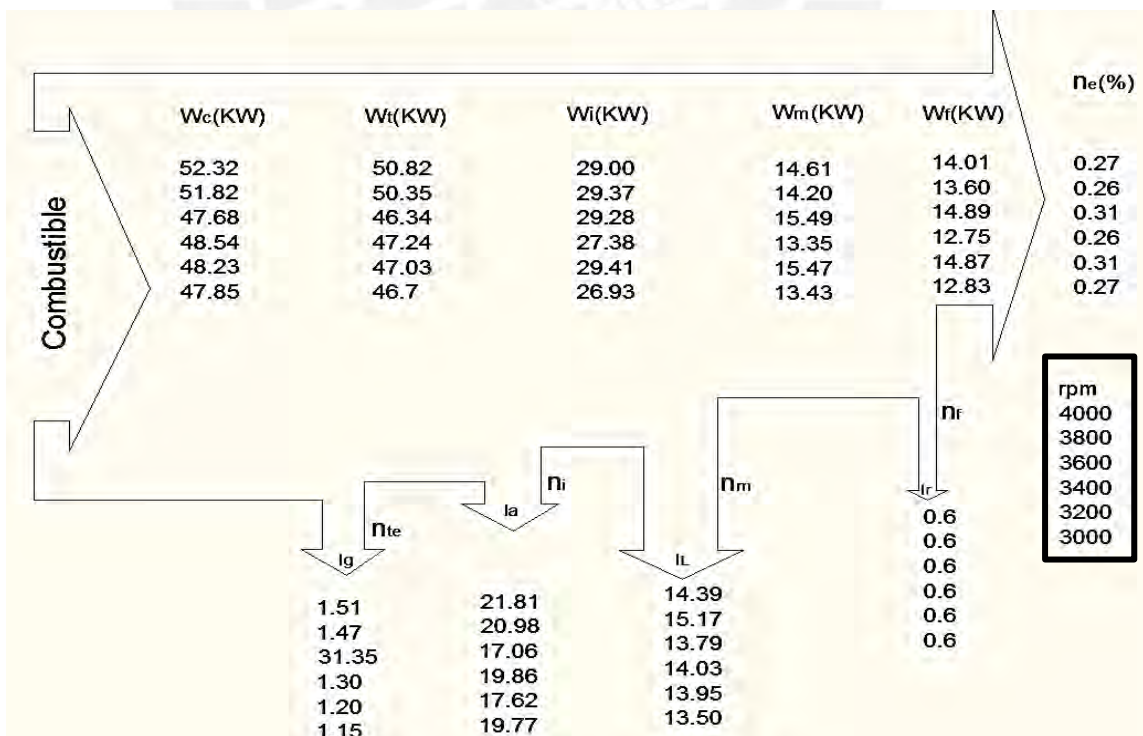 Combustible
Wc(KW) Wt(KW) Wi(KW) Wm(KW) Wf(KW) ne(%)
52.32 50.82 29.00 14.61 14.01 0.27
51.82 50.35 29.37 14.20 13.60 0.26
47.68 46.34 29.28 15.49 14.89 0.31
48.54 47.24 27.38 13.35 12.75 0.26
48.23 47.03 29.41 15.47 14.87 0.31
47.85 46.7 26.93 13.43 12.83 0.27
rpm
4000
3800
3600
3400
3200
3000
nte
ni
nm
nf
Ig
1.51
1.47
31.35
1.30
1.20
1.15
Ia
21.81
20.98
17.06
19.86
17.62
19.77
IL
14.39
15.17
13.79
14.03
13.95
13.50
Ir
0.6
0.6
0.6
0.6
0.6
0.6